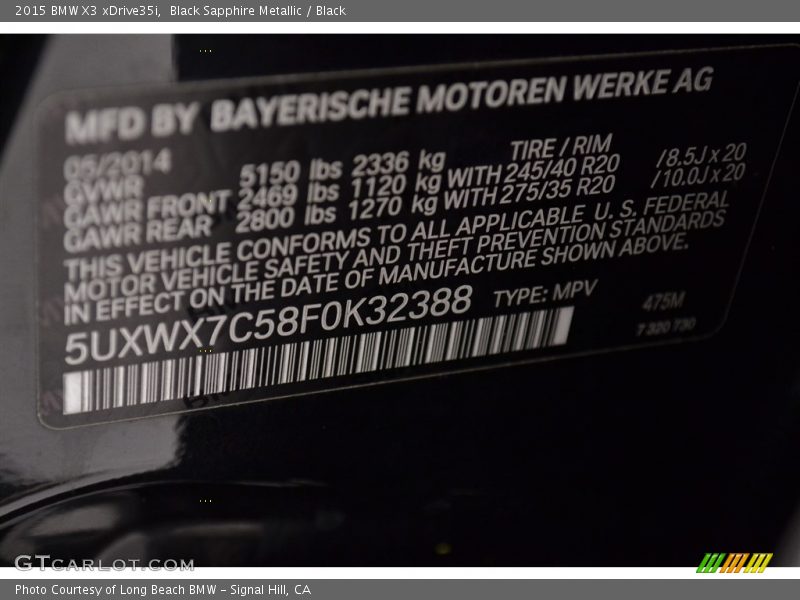 2015 BMW X3 xDrive35i, Black Sapphire Metallic / Black
MFD BY BAYERISCHE MOTOREN WERKE AG
05/2014 TIRE / RIM
GVWR 5150 lbs 2336 kg
GAWR FRONT 2469 lbs 1120 kg WITH 245/40 R20 /8.5J x 20
GAWR REAR 2800 lbs 1270 kg WITH 275/35 R20 /10.0J x 20
THIS VEHICLE CONFORMS TO ALL APPLICABLE U. S. FEDERAL
MOTOR VEHICLE SAFETY AND THEFT PREVENTION STANDARDS
IN EFFECT ON THE DATE OF MANUFACTURE SHOWN ABOVE.
5UXWX7C58F0K32388 TYPE: MPV 475M
7 320 730
GTCARLOT.COM
Photo Courtesy of Long Beach BMW - Signal Hill, CA